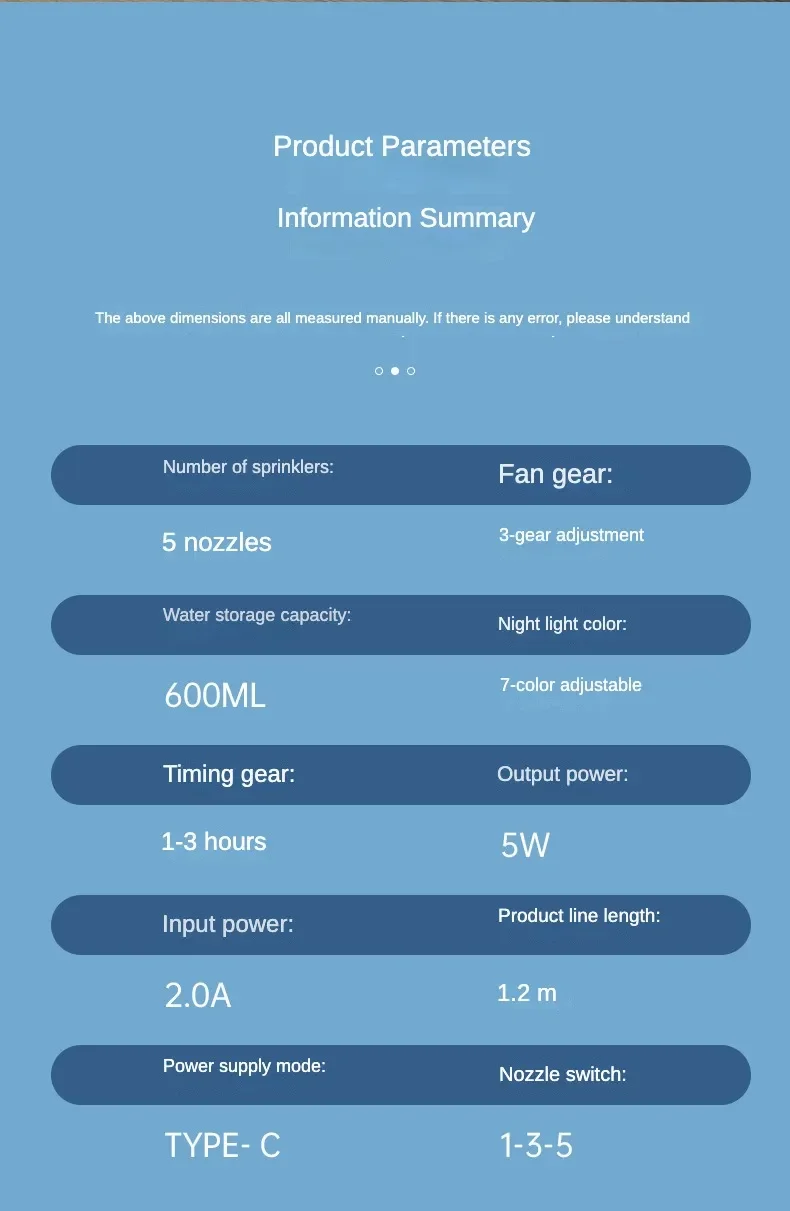 Product Parameters
Information Summary
The above dimensions are all measured manually. If there is any error, please understand
Number of sprinklers: Fan gear:
5 nozzles 3-gear adjustment
Water storage capacity: Night light color:
600ML 7-color adjustable
Timing gear: Output power:
1-3 hours 5W
Input power: Product line length:
2.0A 1.2 m
Power supply mode: Nozzle switch:
TYPE- C 1-3-5